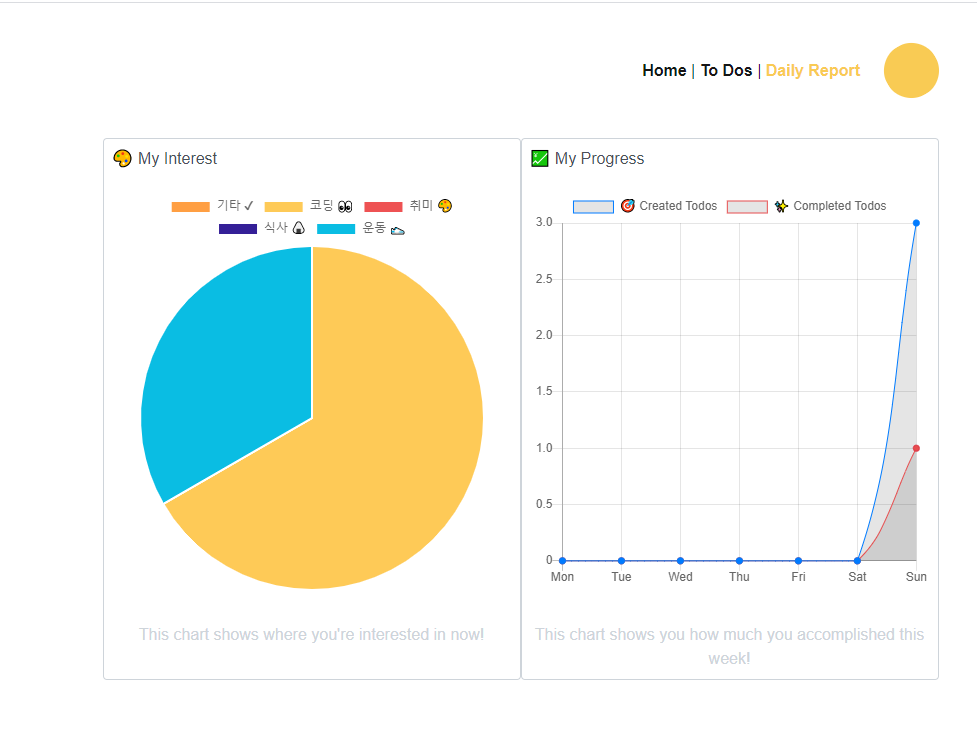 Home | To Dos | Daily Report
🎨 My Interest
기타 ✓ 코딩 👀 취미 🎨
식사 🍙 운동 👟
This chart shows where you're interested in now!
💹 My Progress
🎯 Created Todos ✨ Completed Todos
3.0
2.5
2.0
1.5
1.0
0.5
0
Mon Tue Wed Thu Fri Sat Sun
This chart shows you how much you accomplished this
week!